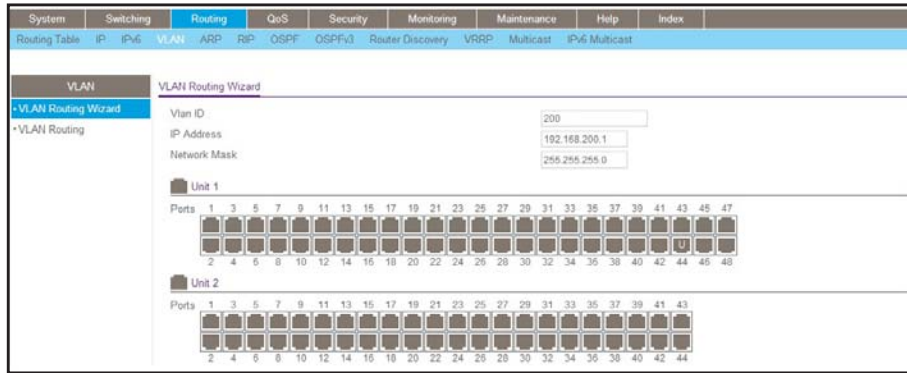 System Switching Routing QoS Security Monitoring Maintenance Help Index
Routing Table IP IPv6 VLAN ARP RIP OSPF OSPFv3 Router Discovery VRRP Multicast IPv6 Multicast
VLAN
• VLAN Routing Wizard
• VLAN Routing
VLAN Routing Wizard
Vlan ID 200
IP Address 192.168.200.1
Network Mask 255.255.255.0
Unit 1
Ports 1 3 5 7 9 11 13 15 17 19 21 23 25 27 29 31 33 35 37 39 41 43 45 47
U
2 4 6 8 10 12 14 16 18 20 22 24 26 28 30 32 34 36 38 40 42 44 46 48
Unit 2
Ports 1 3 5 7 9 11 13 15 17 19 21 23 25 27 29 31 33 35 37 39 41 43
2 4 6 8 10 12 14 16 18 20 22 24 26 28 30 32 34 36 38 40 42 44